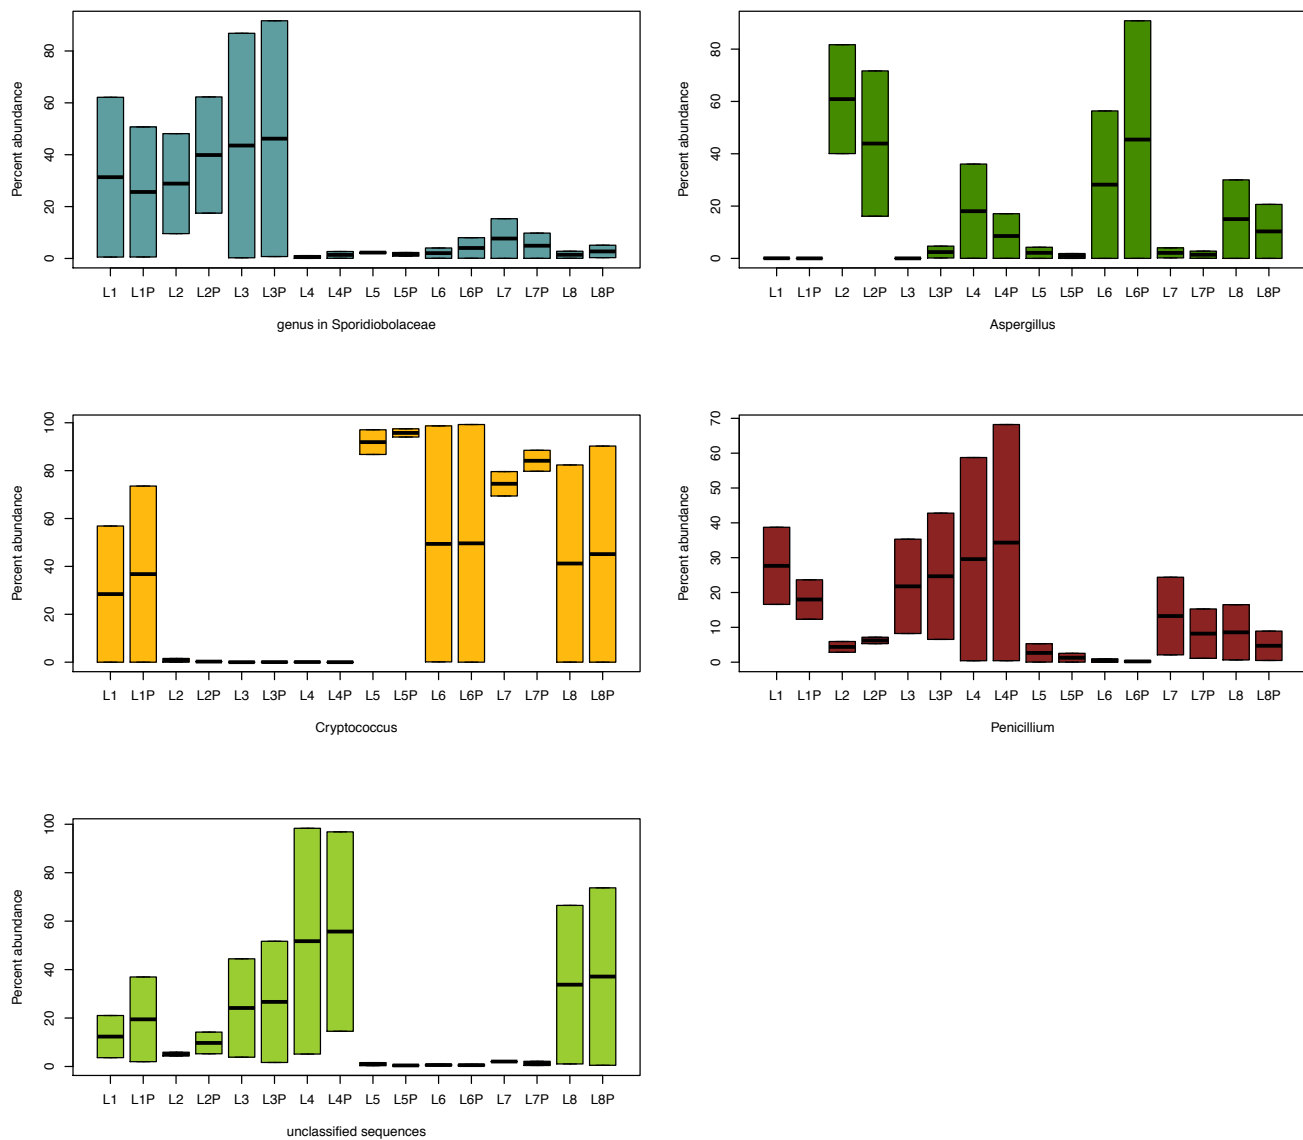 Percent abundance
80
60
40
20
0
L1 L1P L2 L2P L3 L3P L4 L4P L5 L5P L6 L6P L7 L7P L8 L8P
genus in Sporidiobolaceae
Percent abundance
80
60
40
20
0
L1 L1P L2 L2P L3 L3P L4 L4P L5 L5P L6 L6P L7 L7P L8 L8P
Aspergillus
Percent abundance
100
80
60
40
20
0
L1 L1P L2 L2P L3 L3P L4 L4P L5 L5P L6 L6P L7 L7P L8 L8P
Cryptococcus
Percent abundance
70
60
50
40
30
20
10
0
L1 L1P L2 L2P L3 L3P L4 L4P L5 L5P L6 L6P L7 L7P L8 L8P
Penicillium
Percent abundance
100
80
60
40
20
0
L1 L1P L2 L2P L3 L3P L4 L4P L5 L5P L6 L6P L7 L7P L8 L8P
unclassified sequences